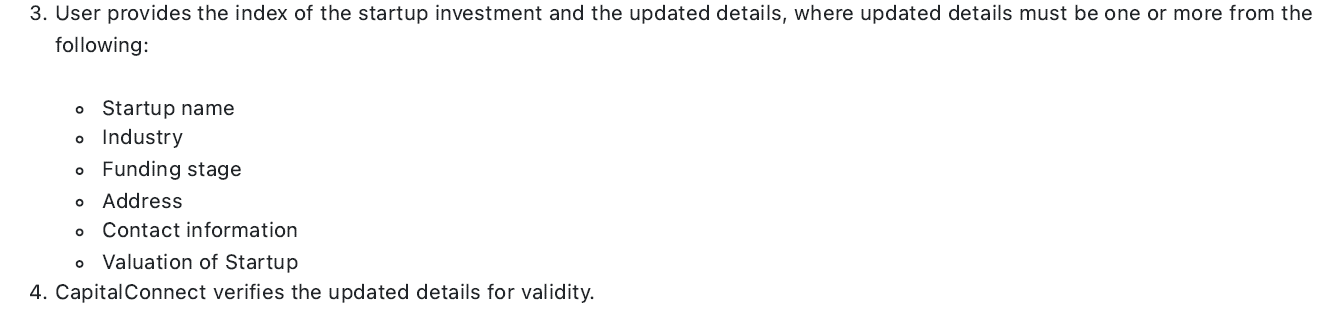 3. User provides the index of the startup investment and the updated details, where updated details must be one or more from the
following:
Startup name
Industry
Funding stage
Address
Contact information
Valuation of Startup
4. CapitalConnect verifies the updated details for validity.